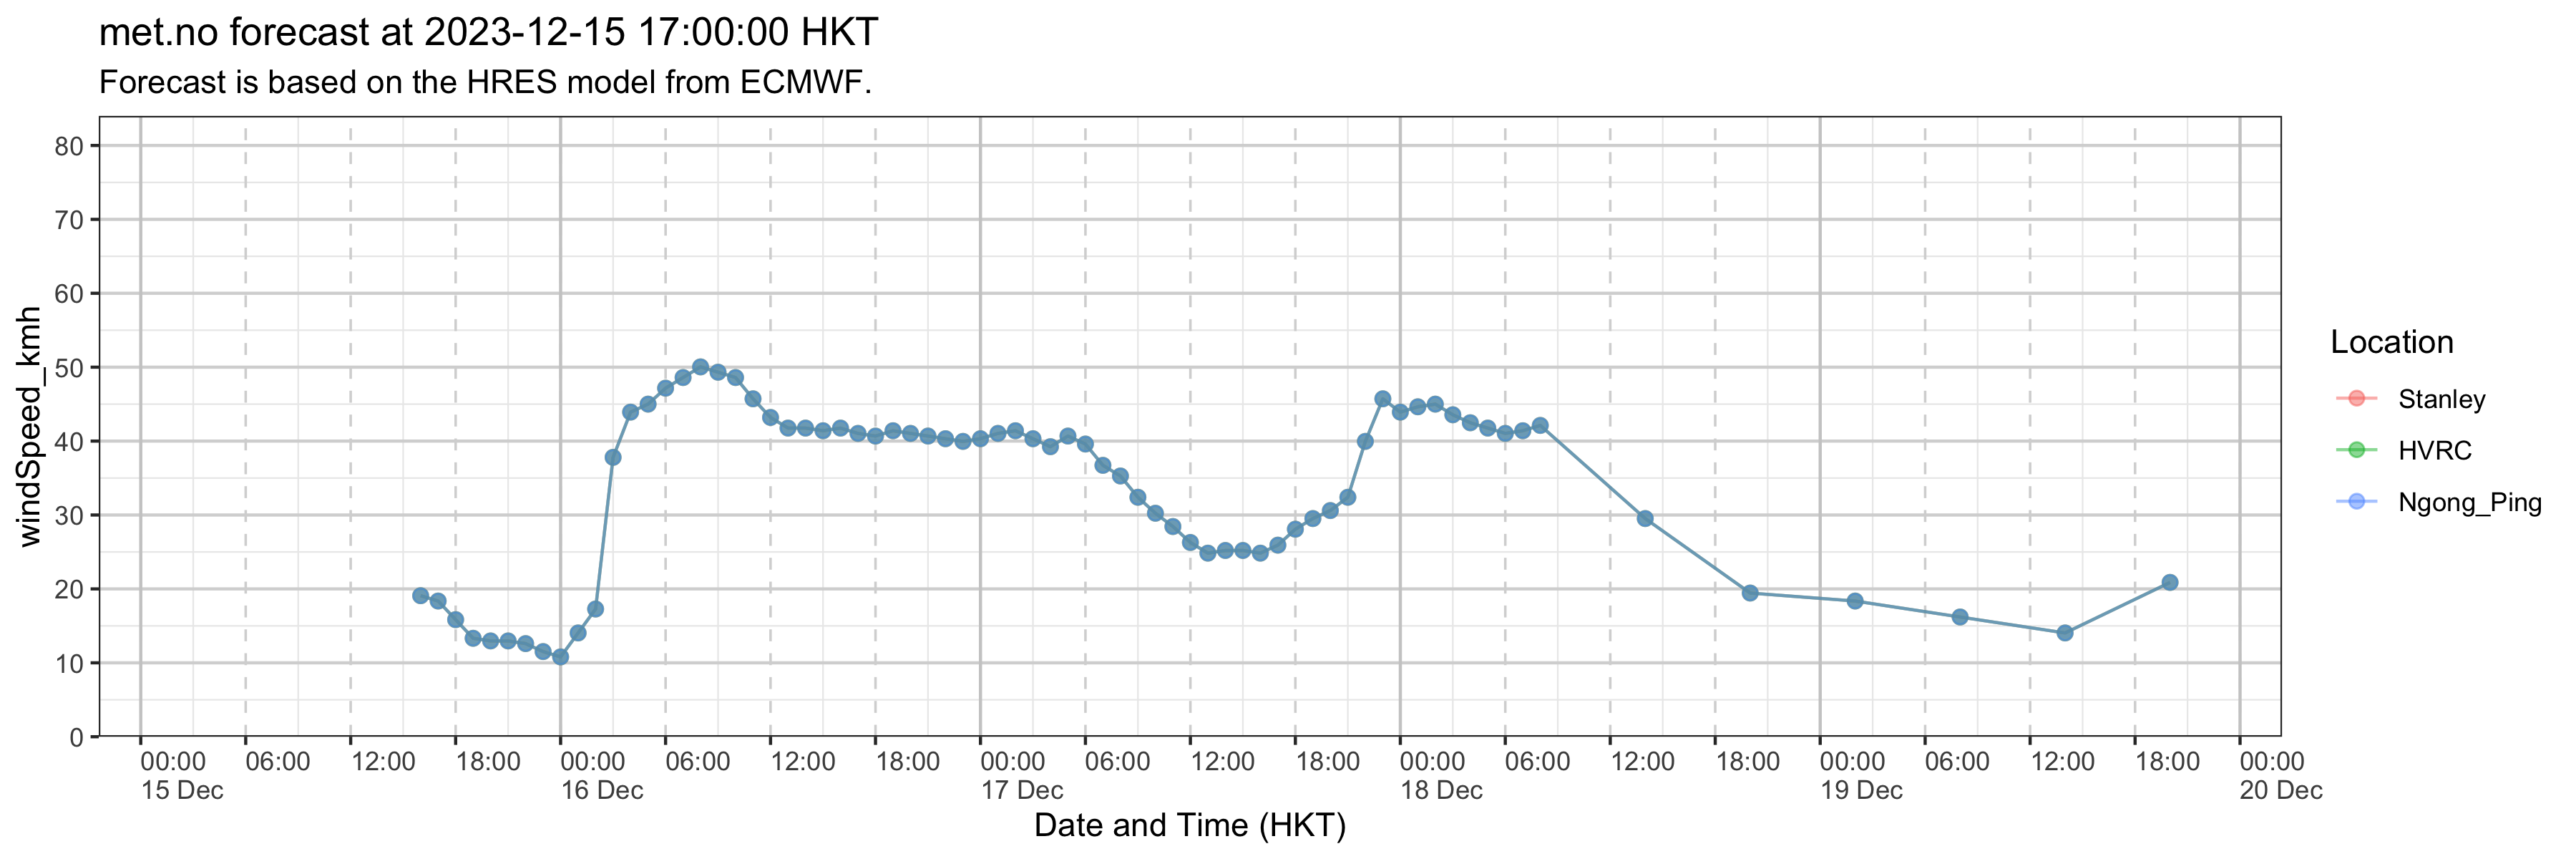 met.no forecast at 2023-12-15 17:00:00 HKT
Forecast is based on the HRES model from ECMWF.
windSpeed_kmh
80
70
60
50
40
30
20
10
0
00:00 06:00 12:00 18:00 00:00 06:00 12:00 18:00 00:00 06:00 12:00 18:00 00:00 06:00 12:00 18:00 00:00 06:00 12:00 18:00 00:00
15 Dec 16 Dec 17 Dec 18 Dec 19 Dec 20 Dec
Date and Time (HKT)
Location
Stanley
HVRC
Ngong_Ping